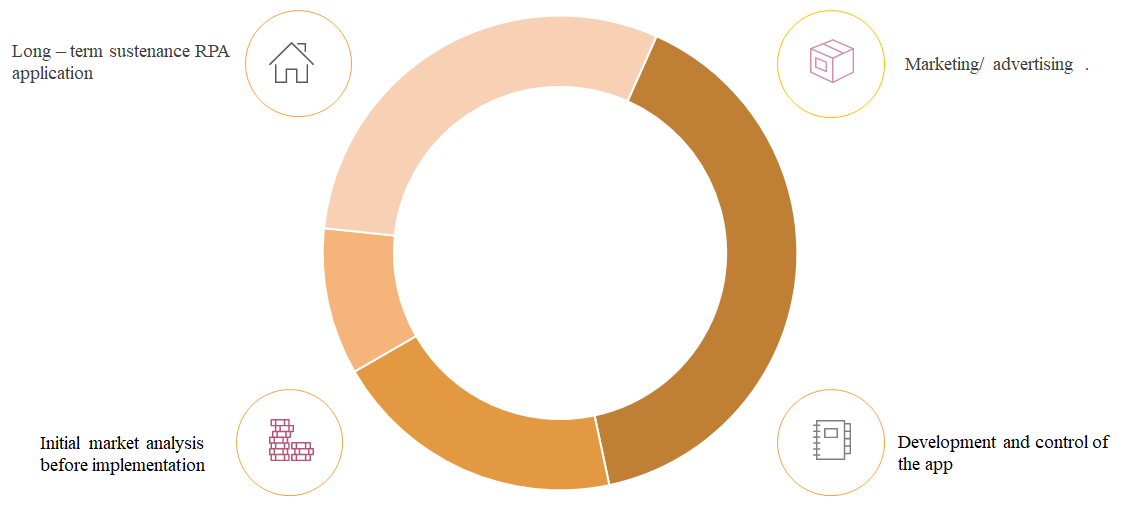 Long – term sustenance RPA
application
Marketing/ advertising .
Initial market analysis
before implementation
Development and control of
the app